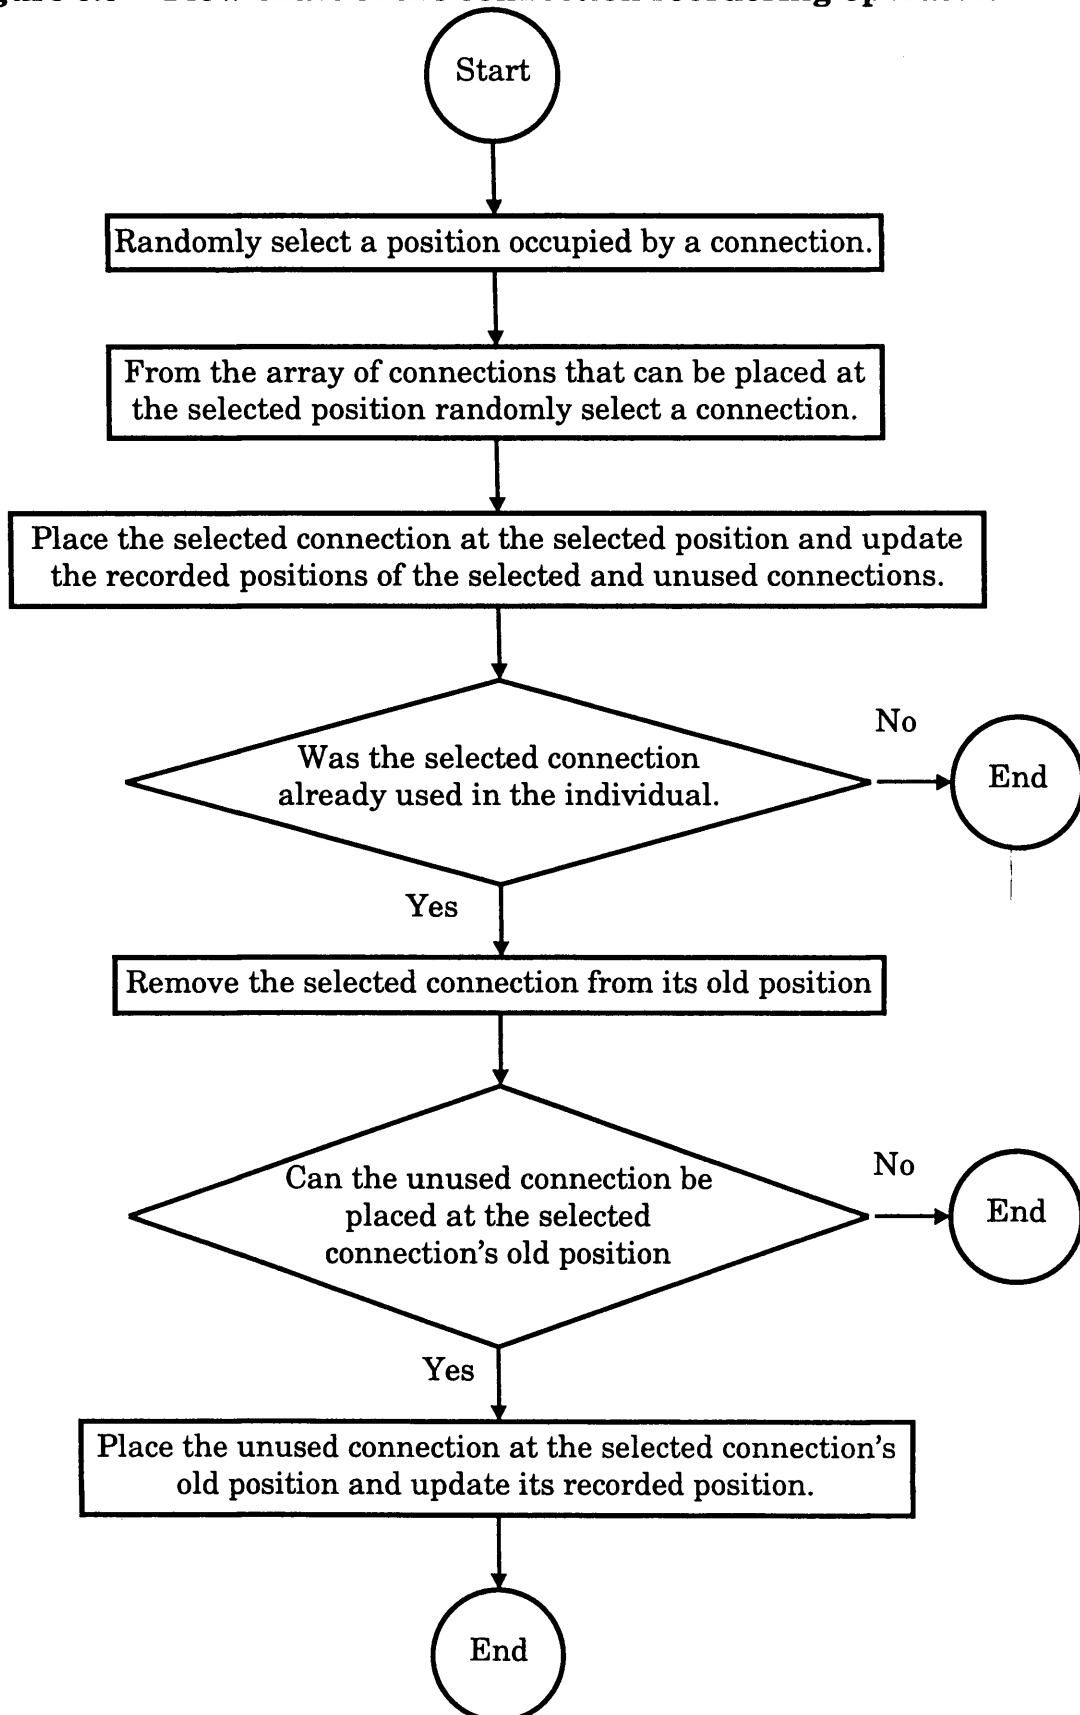 Start
Randomly select a position occupied by a connection.
From the array of connections that can be placed at
the selected position randomly select a connection.
Place the selected connection at the selected position and update
the recorded positions of the selected and unused connections.
Was the selected connection
already used in the individual.
No
End
Yes
Remove the selected connection from its old position
Can the unused connection be
placed at the selected
connection's old position
No
End
Yes
Place the unused connection at the selected connection's
old position and update its recorded position.
End